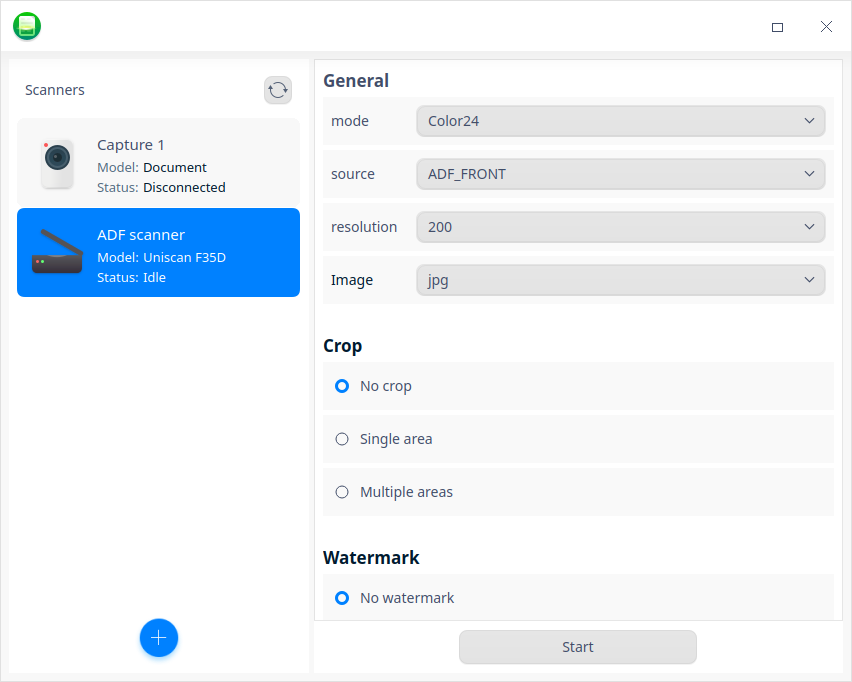 Scanners
Capture 1
Model: Document
Status: Disconnected
ADF scanner
Model: Uniscan F35D
Status: Idle
General
mode
Color24
source
ADF_FRONT
resolution
200
Image
jpg
Crop
No crop
Single area
Multiple areas
Watermark
No watermark
Start